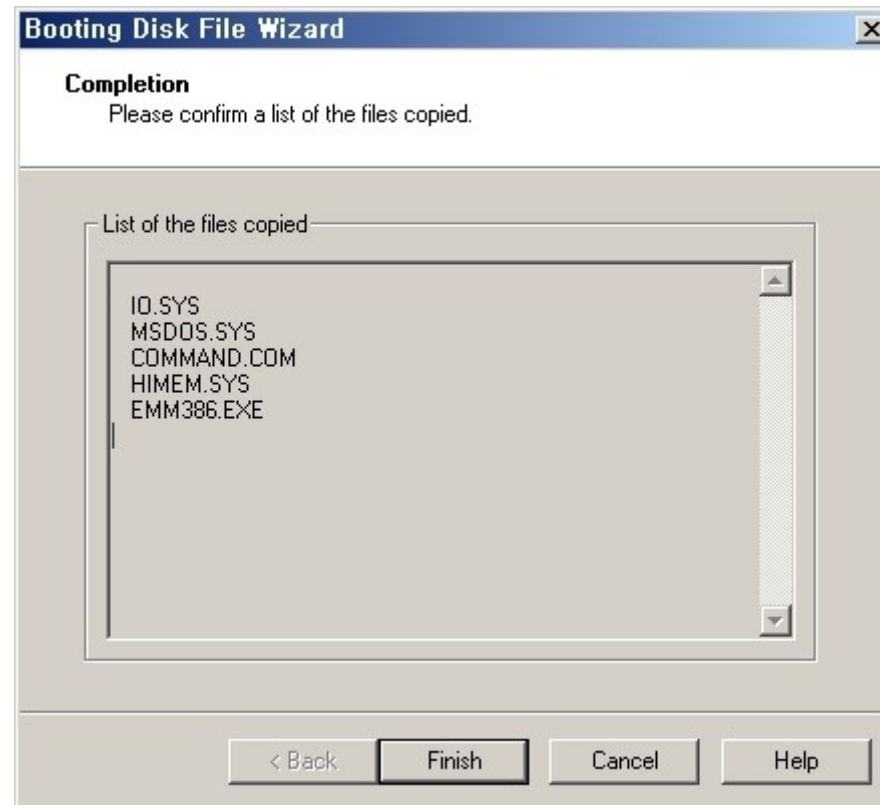 Booting Disk File Wizard
Completion
Please confirm a list of the files copied.
List of the files copied
IO.SYS
MSDOS.SYS
COMMAND.COM
HIMEM.SYS
EMM386.EXE
< Back
Finish
Cancel
Help